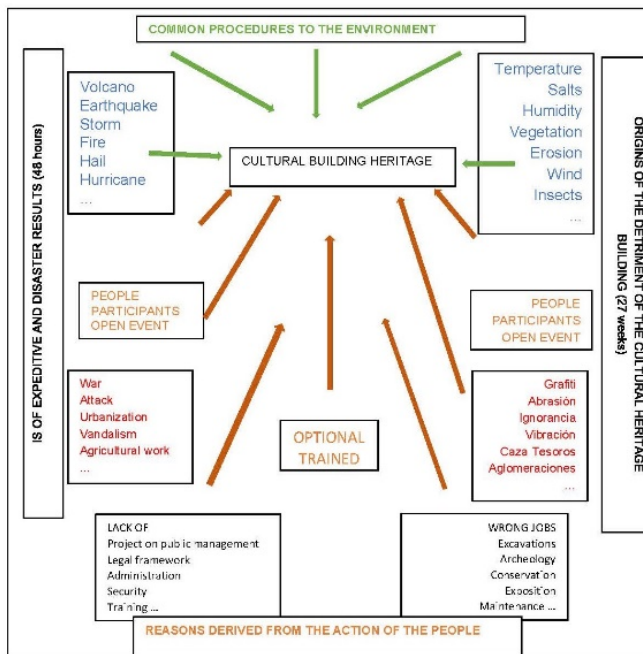 COMMON PROCEDURES TO THE ENVIRONMENT
IS OF EXPEDITIVE AND DISASTER RESULTS (48 hours)
Volcano
Earthquake
Storm
Fire
Hail
Hurricane
...
CULTURAL BUILDING HERITAGE
Temperature
Salts
Humidity
Vegetation
Erosion
Wind
Insects
...
ORIGINS OF THE DETRIMENT OF THE CULTURAL HERITAGE
BUILDING (27 weeks)
PEOPLE
PARTICIPANTS
OPEN EVENT
PEOPLE
PARTICIPANTS
OPEN EVENT
War
Attack
Urbanization
Vandalism
Agricultural work
...
OPTIONAL
TRAINED
Grafiti
Abrasión
Ignorancia
Vibración
Caza Tesoros
Aglomeraciones
...
LACK OF
Project on public management
Legal framework
Administration
Security
Training ...
WRONG JOBS
Excavations
Archeology
Conservation
Exposition
Maintenance ...
REASONS DERIVED FROM THE ACTION OF THE PEOPLE